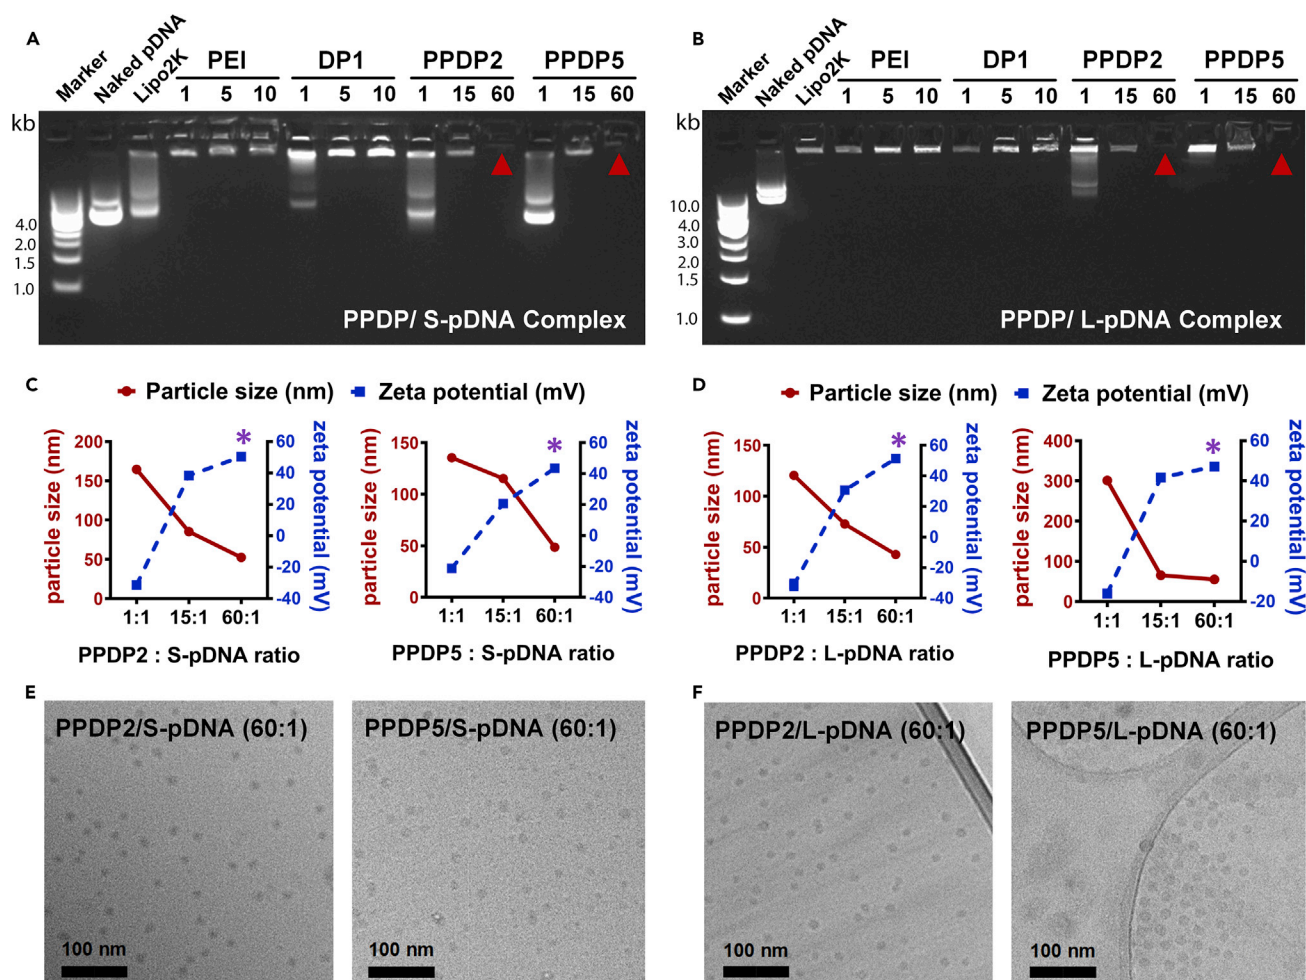 A
Marker
Naked pDNA
Lipo2K
PEI DP1 PPDP2 PPDP5
1 5 10 1 5 10 1 15 60 1 15 60
kb
4.0
2.0
1.5
1.0
PPDP/ S-pDNA Complex
B
Marker
Naked pDNA
Lipo2K
PEI DP1 PPDP2 PPDP5
1 5 10 1 5 10 1 15 60 1 15 60
kb
10.0
4.0
3.0
2.0
1.5
1.0
PPDP/ L-pDNA Complex
C
Particle size (nm) Zeta potential (mV)
particle size (nm)
200
150
100
50
0
*
60
40
20
0
-20
-40
zeta potential (mV)
1:1 15:1 60:1
PPDP2 : S-pDNA ratio
particle size (nm)
150
100
50
0
*
60
40
20
0
-20
-40
zeta potential (mV)
1:1 15:1 60:1
PPDP5 : S-pDNA ratio
D
Particle size (nm) Zeta potential (mV)
particle size (nm)
150
100
50
0
*
60
40
20
0
-20
-40
zeta potential (mV)
1:1 15:1 60:1
PPDP2 : L-pDNA ratio
particle size (nm)
400
300
200
100
0
*
60
40
20
0
-20
zeta potential (mV)
1:1 15:1 60:1
PPDP5 : L-pDNA ratio
E
PPDP2/S-pDNA (60:1)
100 nm
PPDP5/S-pDNA (60:1)
100 nm
F
PPDP2/L-pDNA (60:1)
100 nm
PPDP5/L-pDNA (60:1)
100 nm